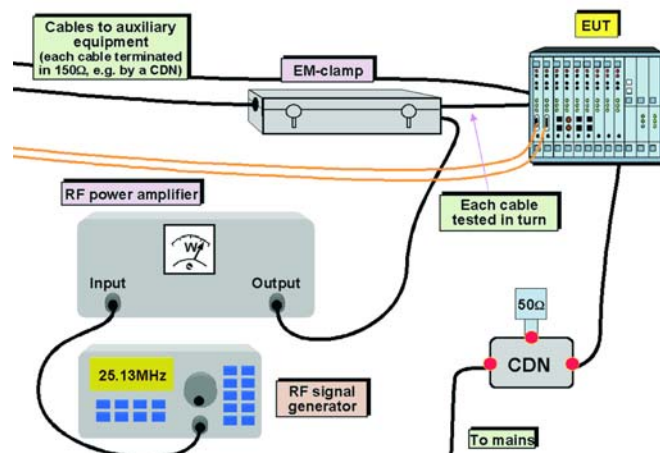 Cables to auxiliary
equipment
(each cable terminated
in 150Ω, e.g. by a CDN)
EM-clamp
EUT
RF power amplifier
Each cable
tested in turn
W
Input
Output
50Ω
CDN
25.13MHz
RF signal
generator
To mains